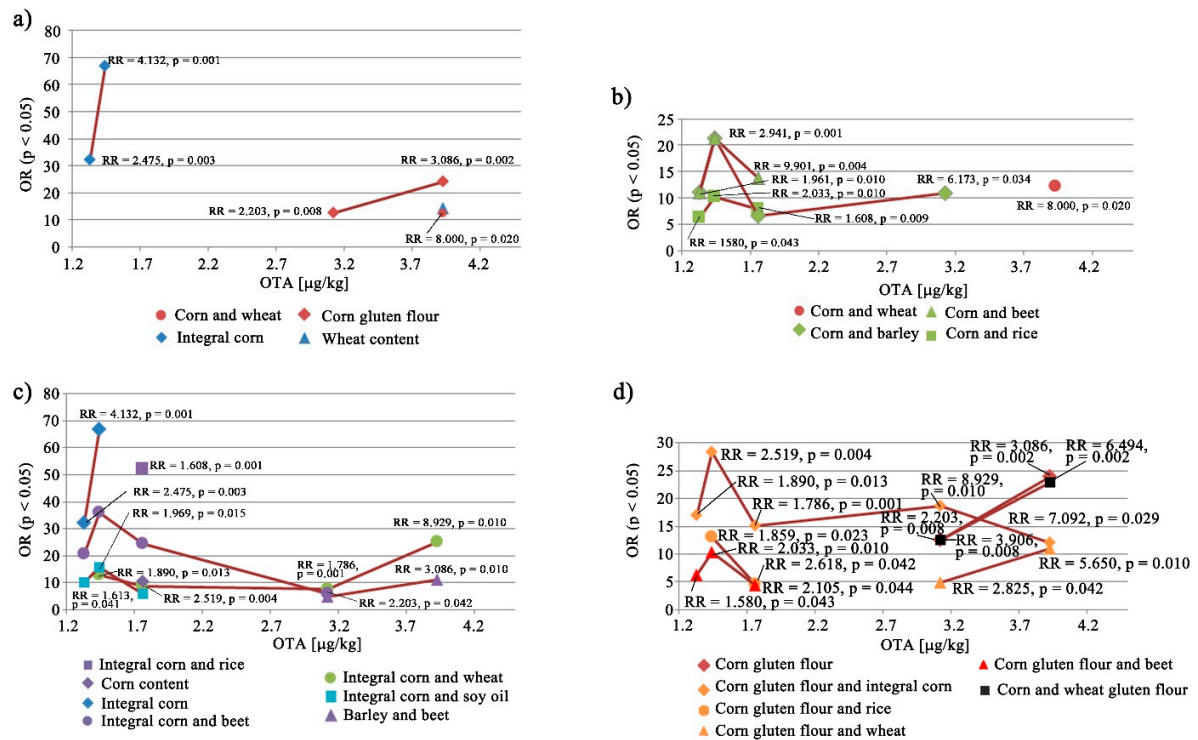 a)
80
70
60
50
40
30
20
10
0
OR (p < 0.05)
RR = 4.132, p = 0.001
RR = 2.475, p = 0.003
RR = 3.086, p = 0.002
RR = 2.203, p = 0.008
RR = 8.000, p = 0.020
1.2 1.7 2.2 2.7 3.2 3.7 4.2
OTA [µg/kg]
Corn and wheat
Corn gluten flour
Integral corn
Wheat content
b)
25
20
15
10
5
0
OR (p < 0.05)
RR = 2.941, p = 0.001
RR = 9,901, p = 0.004
RR = 1.961, p = 0.010
RR = 2.033, p = 0.010
RR = 6.173, p = 0.034
RR = 8.000, p = 0.020
RR = 1.608, p = 0.009
RR = 1580, p = 0.043
1.2 1.7 2.2 2.7 3.2 3.7 4.2
OTA [µg/kg]
Corn and wheat
Corn and beet
Corn and barley
Corn and rice
c)
80
70
60
50
40
30
20
10
0
OR (p < 0.05)
RR = 4.132, p = 0.001
RR = 1.608, p = 0.001
RR = 2.475, p = 0.003
RR = 1.969, p = 0.015
RR = 8.929, p = 0.010
RR = 1.890, p = 0.013
RR = 1.786,
p = 0.001
RR = 3.086, p = 0.010
RR = 1.613,
p = 0.041
RR = 2.519, p = 0.004
RR = 2.203, p = 0.042
1.2 1.7 2.2 2.7 3.2 3.7 4.2
OTA [µg/kg]
Integral corn and rice
Corn content
Integral corn
Integral corn and beet
Integral corn and wheat
Integral corn and soy oil
Barley and beet
d)
30
25
20
15
10
5
0
OR (p < 0.05)
RR = 2.519, p = 0.004
RR = 1.890, p = 0.013
RR = 1.786, p = 0.001
RR = 1.859, p = 0.023
RR = 2.033, p = 0.010
RR = 2.618, p = 0.042
RR = 2.105, p = 0.044
RR = 1.580, p = 0.043
RR =
3.086,
p =
0.002
RR =
6.494,
p =
0.002
RR =
8.929,
p = 0.010
RR =
2.203,
p =
0.008
RR =
3.906,
p =
0.008
RR =
7.092,
p = 0.029
RR =
5.650, p = 0.010
RR = 2.825, p = 0.042
1.2 1.7 2.2 2.7 3.2 3.7 4.2
OTA [µg/kg]
Corn gluten flour
Corn gluten flour and integral corn
Corn gluten flour and rice
Corn gluten flour and wheat
Corn gluten flour and beet
Corn and wheat gluten flour